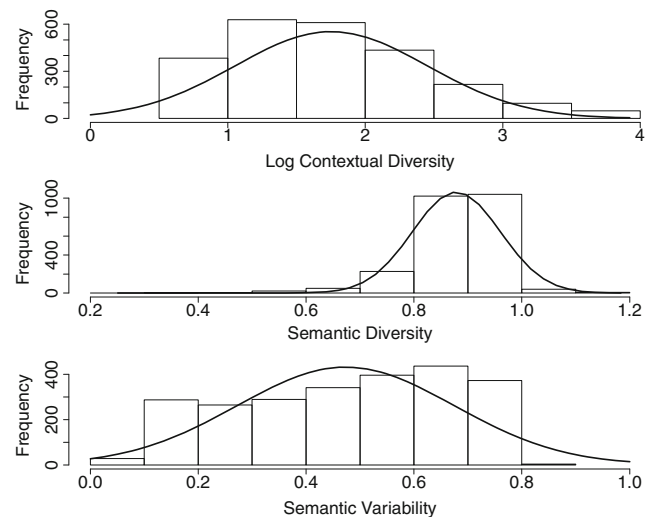 Frequency
0 300 600
0 1 2 3 4
Log Contextual Diversity
Frequency
0 400 1000
0.2 0.4 0.6 0.8 1.0 1.2
Semantic Diversity
Frequency
0 200 400
0.0 0.2 0.4 0.6 0.8 1.0
Semantic Variability